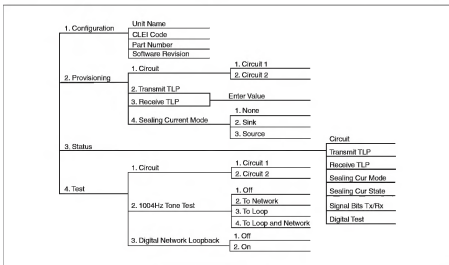 1. Configuration
Unit Name
CLEI Code
Part Number
Software Revision
2. Provisioning
1. Circuit
1. Circuit 1
2. Circuit 2
2. Transmit TLP
3. Receive TLP
Enter Value
4. Sealing Current Mode
1. None
2. Sink
3. Source
3. Status
Circuit
Transmit TLP
Receive TLP
Sealing Cur Mode
Sealing Cur State
Signal Bits Tx/Rx
Digital Test
4. Test
1. Circuit
1. Circuit 1
2. Circuit 2
2. 1004Hz Tone Test
1. Off
2. To Network
3. To Loop
4. To Loop and Network
3. Digital Network Loopback
1. Off
2. On